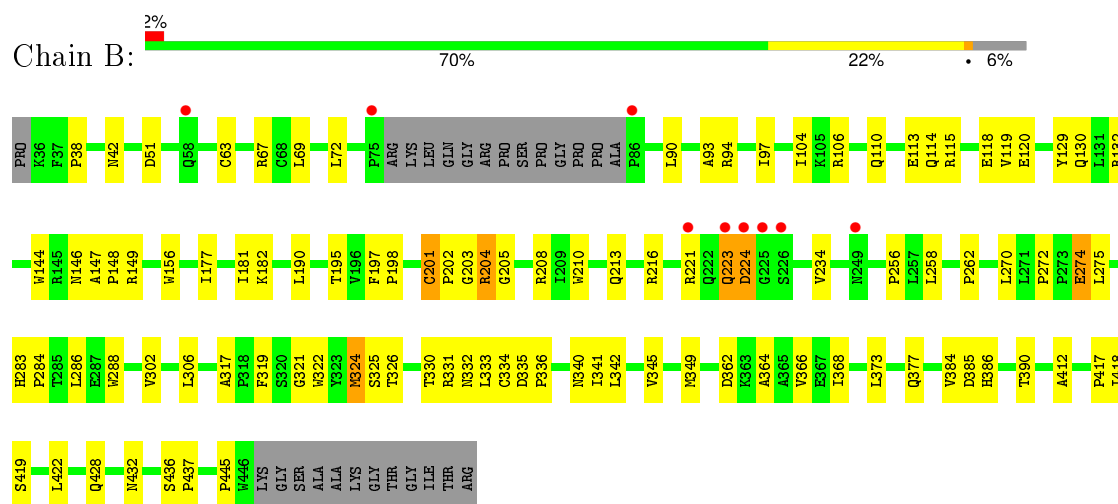 2%
Chain B:
70% 22% • 6%
PRO K36 F37 P38 N42 D51 Q58 C63 R67 C68 L69 L72 P75 ARG LYS LEU GLN GLY ARG PRO SER PRO GLY PRO PRO ALA P86 L90 A93 R94 I97 I104 K105 R106 Q110 E113 Q114 R115 E118 V119 E120 Y129 Q130 L131 R132
W144 R145 N146 A147 P148 R149 W156 I177 I181 K182 L190 T195 V196 F197 P198 C201 P202 G203 R204 G205 R208 I209 W210 Q213 R216 R221 Q222 Q223 D224 G225 S226 V234 N249 P256 L257 L258 P262 L270 L271 P272 P273 E274 L275
H283 P284 T285 L286 E287 W288 V302 L306 A317 P318 F319 S320 G321 W322 Y323 M324 S325 T326 T330 R331 N332 L333 C334 D335 P336 N340 I341 L342 V345 M349 D362 K363 A364 A365 V366 E367 I368 L373 Q377 V384 D385 H386 T390 A412 P417
S419 L422 Q428 N432 S436 P437 P445 W446 LYS GLY SER ALA ALA LYS GLY THR GLY ILE THR ARG